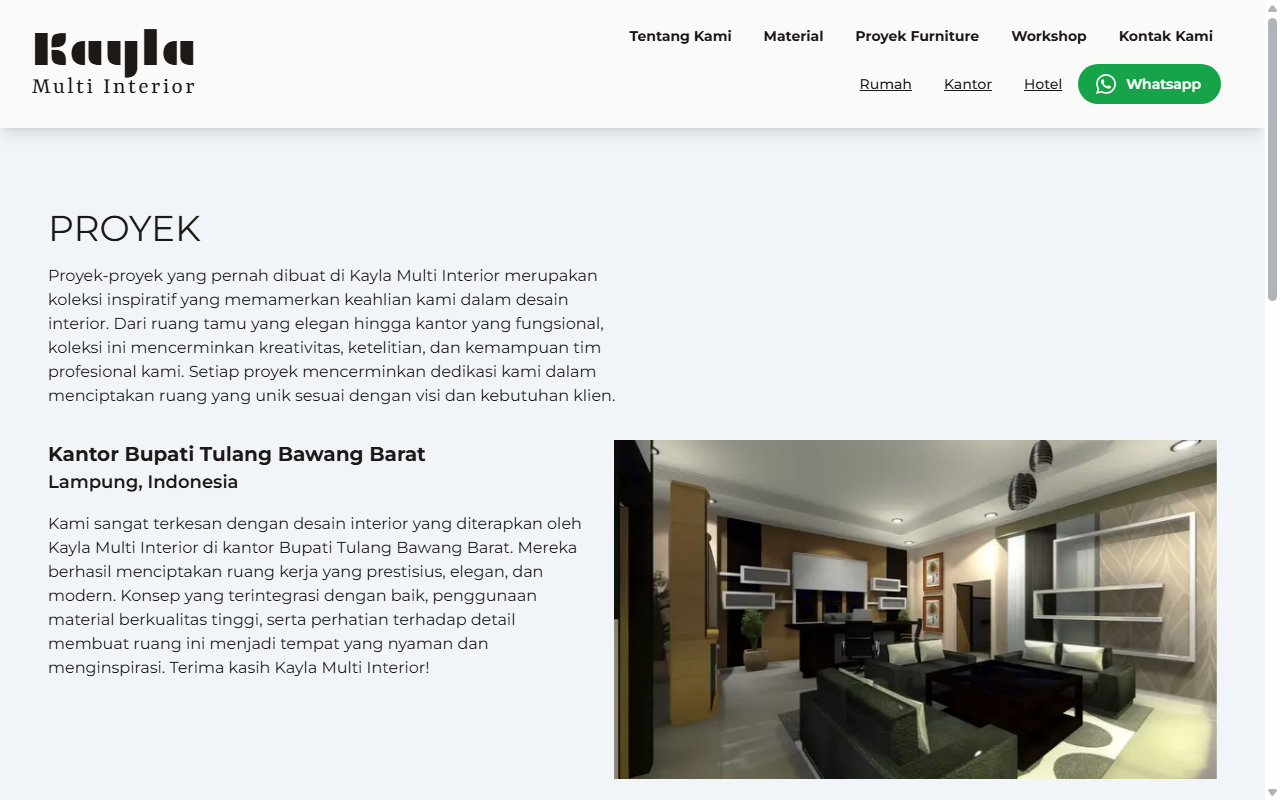 Kayla
Multi Interior
Tentang Kami
Material
Proyek Furniture
Workshop
Kontak Kami
Rumah
Kantor
Hotel
Whatsapp
PROYEK
Proyek-proyek yang pernah dibuat di Kayla Multi Interior merupakan
koleksi inspiratif yang memamerkan keahlian kami dalam desain
interior. Dari ruang tamu yang elegan hingga kantor yang fungsional,
koleksi ini mencerminkan kreativitas, ketelitian, dan kemampuan tim
profesional kami. Setiap proyek mencerminkan dedikasi kami dalam
menciptakan ruang yang unik sesuai dengan visi dan kebutuhan klien.
Kantor Bupati Tulang Bawang Barat
Lampung, Indonesia
Kami sangat terkesan dengan desain interior yang diterapkan oleh
Kayla Multi Interior di kantor Bupati Tulang Bawang Barat. Mereka
berhasil menciptakan ruang kerja yang prestisius, elegan, dan
modern. Konsep yang terintegrasi dengan baik, penggunaan
material berkualitas tinggi, serta perhatian terhadap detail
membuat ruang ini menjadi tempat yang nyaman dan
menginspirasi. Terima kasih Kayla Multi Interior!